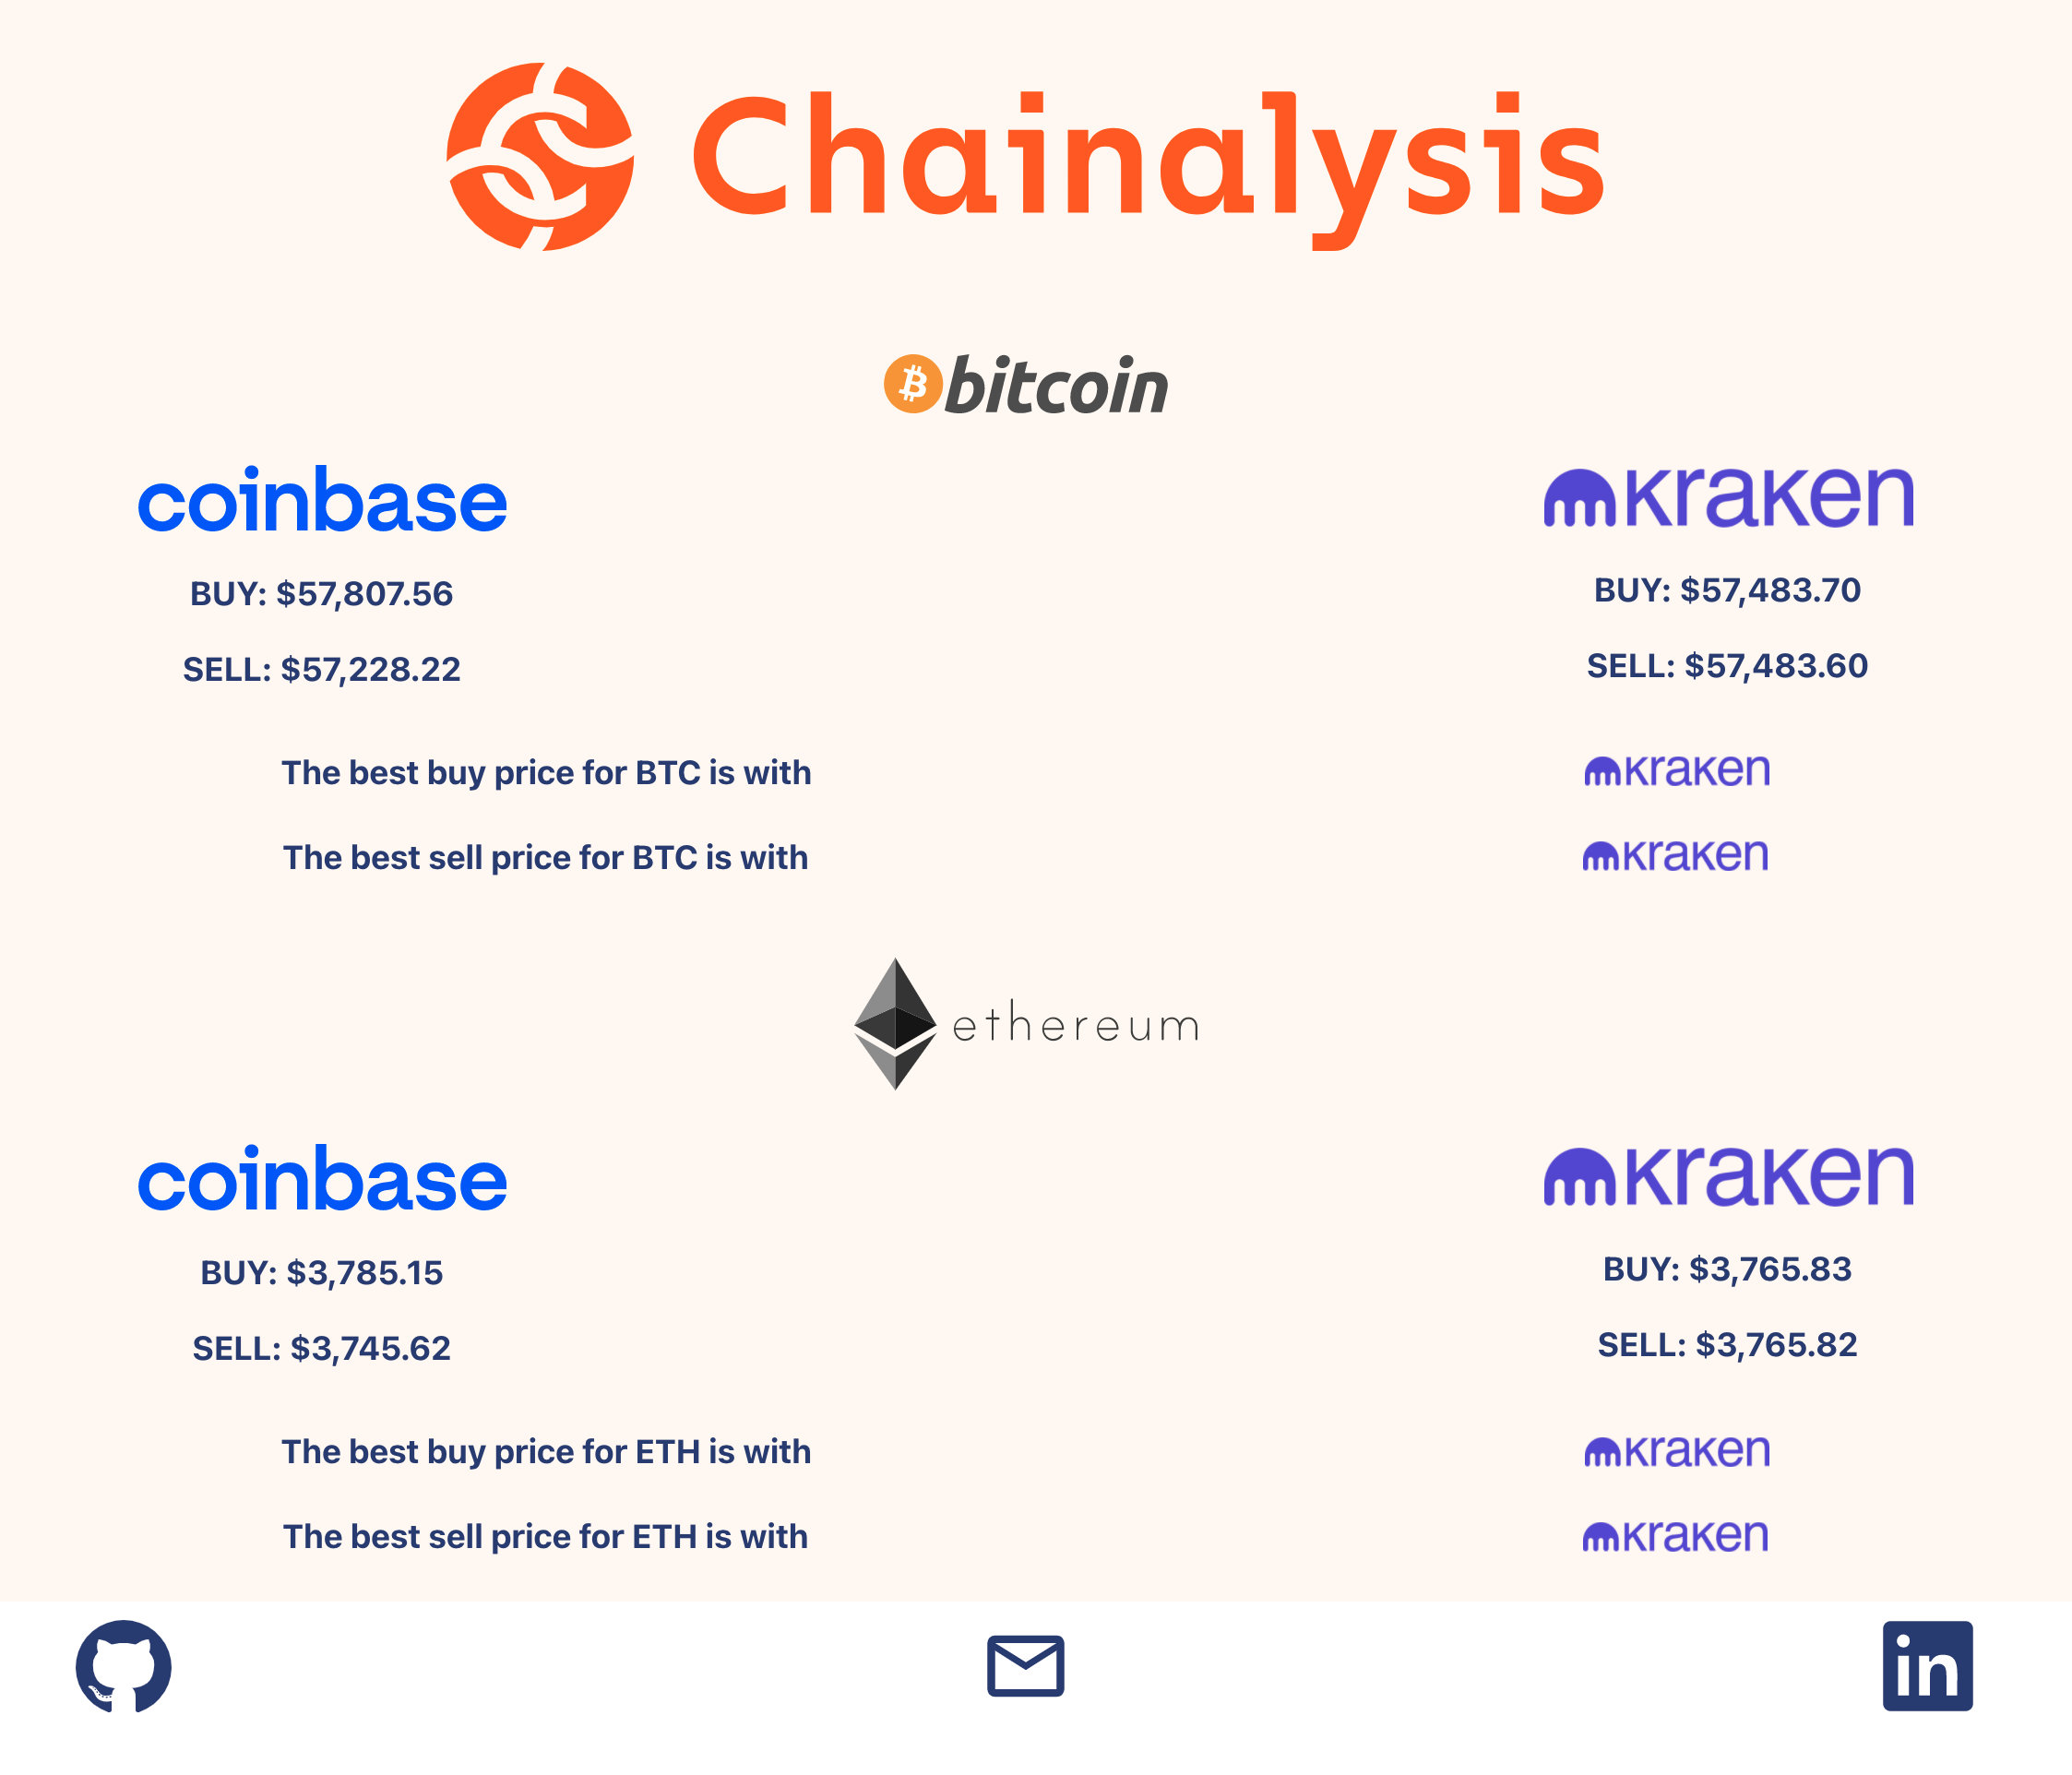 Chainalysis
bitcoin
coinbase
kraken
BUY: $57,807.56
BUY: $57,483.70
SELL: $57,228.22
SELL: $57,483.60
The best buy price for BTC is with kraken
The best sell price for BTC is with kraken
ethereum
coinbase
kraken
BUY: $3,785.15
BUY: $3,765.83
SELL: $3,745.62
SELL: $3,765.82
The best buy price for ETH is with kraken
The best sell price for ETH is with kraken
in